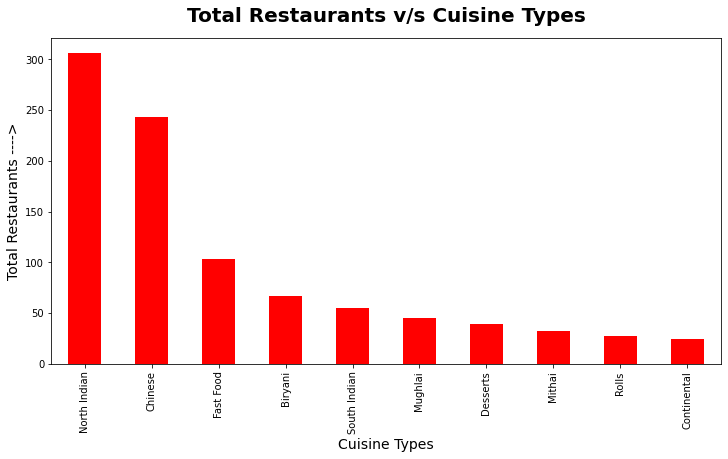 Total Restaurants v/s Cuisine Types
Total Restaurants ---->
300
250
200
150
100
50
0
North Indian
Chinese
Fast Food
Biryani
South Indian
Mughlai
Desserts
Mithai
Rolls
Continental
Cuisine Types